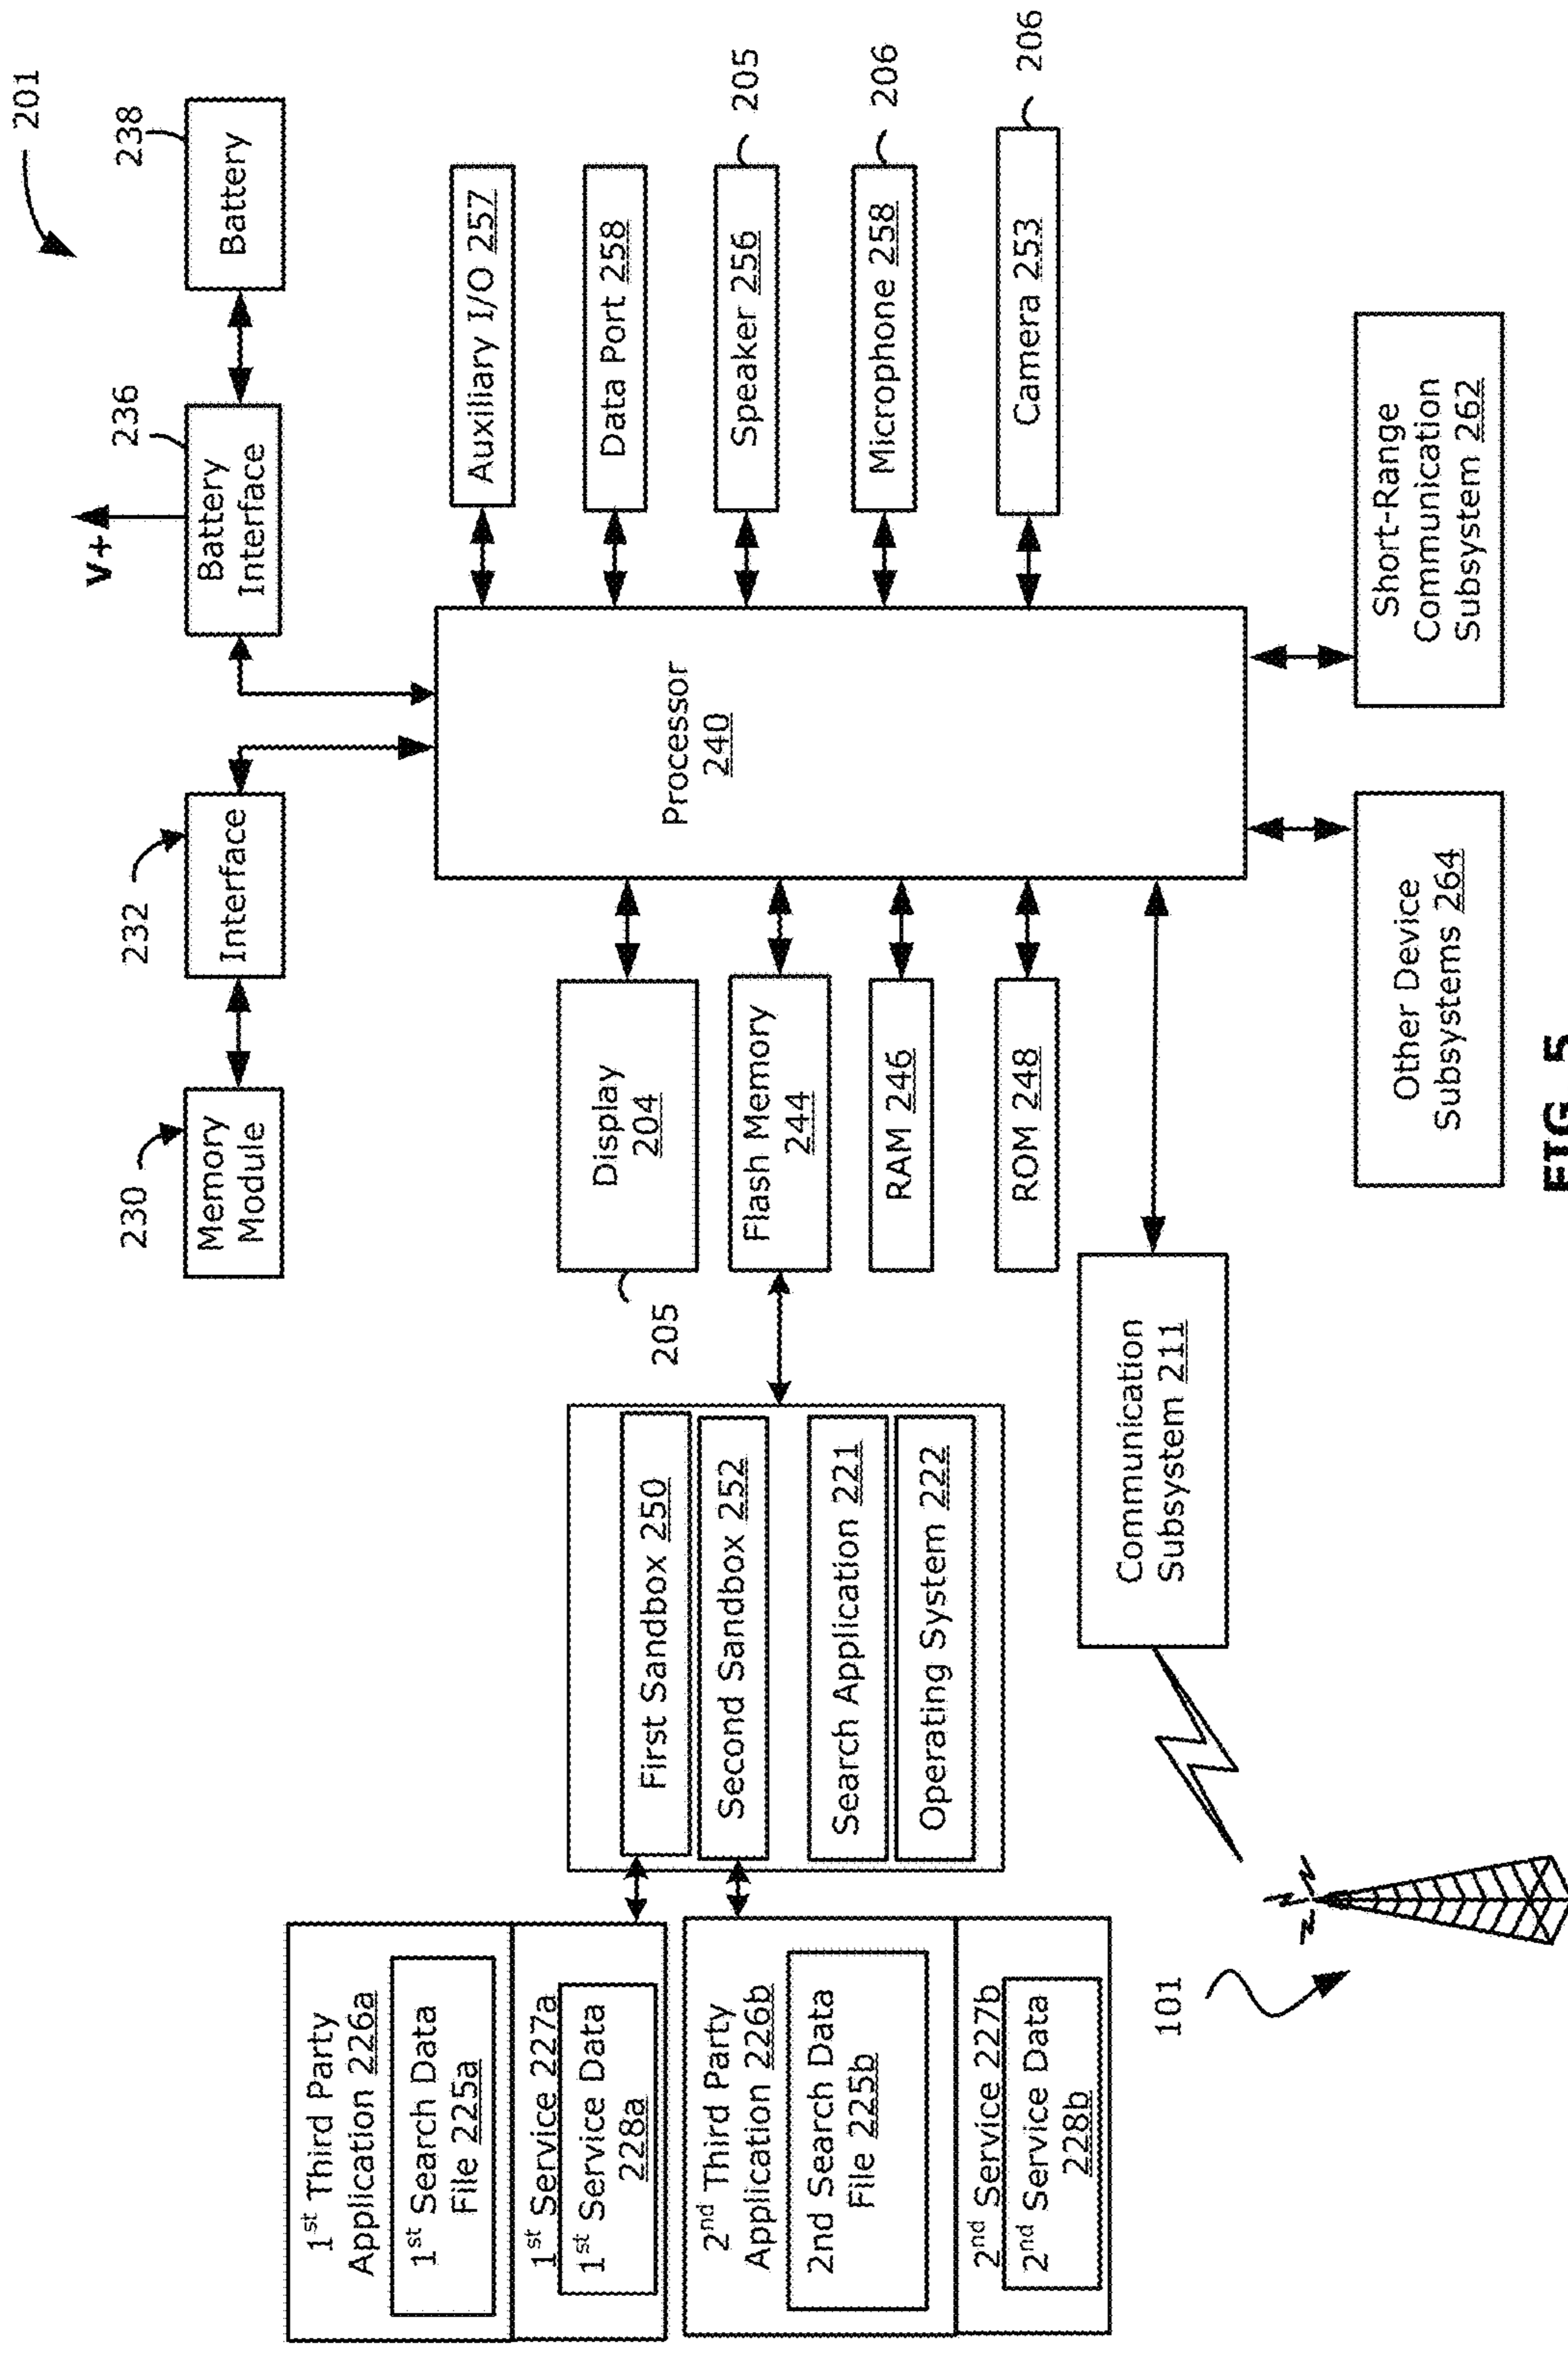 201
230
Memory
Module
232
Interface
V+
236
Battery
Interface
238
Battery
1st Third Party
Application 226a
1st Search Data
File 225a
1st Service 227a
1st Service Data
228a
2nd Third Party
Application 226b
2nd Search Data
File 225b
2nd Service 227b
2nd Service Data
228b
First Sandbox 250
Second Sandbox 252
Search Application 221
Operating System 222
Display
204
205
Flash Memory
244
RAM 246
ROM 248
Communication
Subsystem 211
101
Processor
240
Auxiliary I/O 257
Data Port 258
Speaker 256
205
Microphone 258
206
Camera 253
206
Other Device
Subsystems 264
Short-Range
Communication
Subsystem 262
FIG. 5